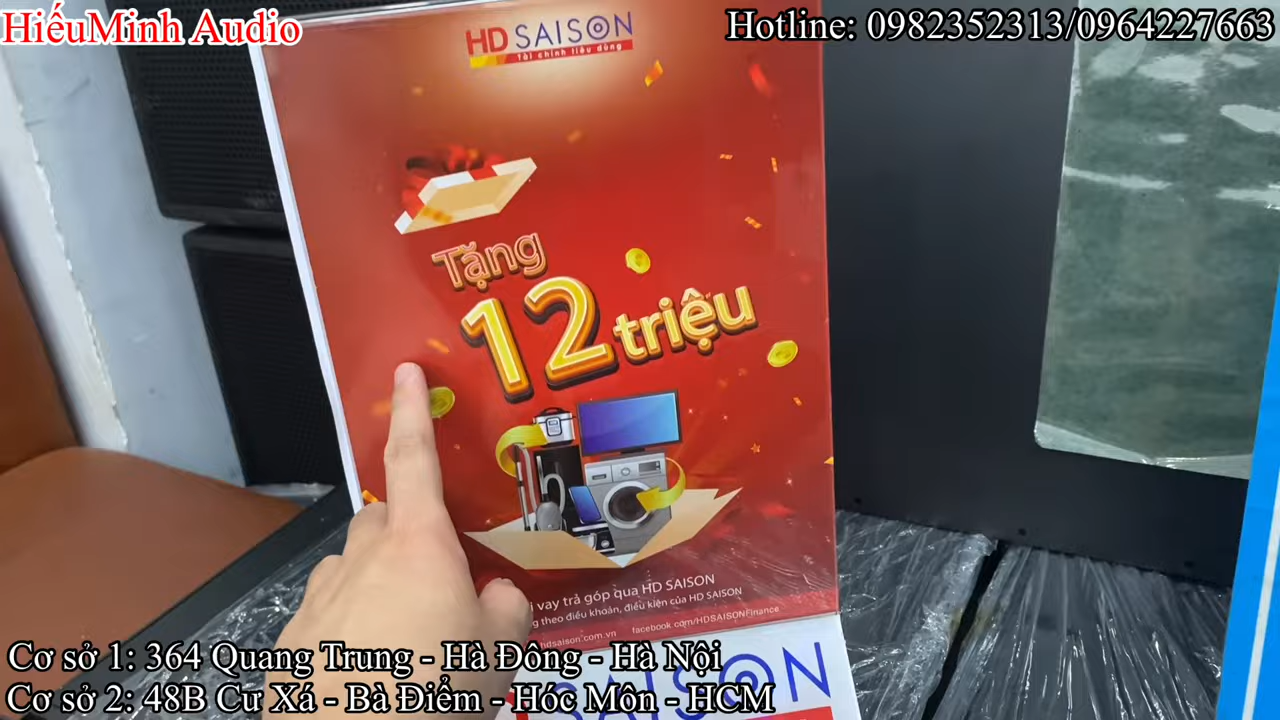 HiếuMinh Audio
Hotline: 0982352313/0964227663
HD SAISON
Tài chính tiêu dùng
Tặng
12 triệu
vay trả góp qua HD SAISON
theo điều khoản, điều kiện của HD SAISON
hdsaison.com.vn facebook.com/HDSAISONFinance
SAISON
Cơ sở 1: 364 Quang Trung - Hà Đông - Hà Nội
Cơ sở 2: 48B Cư Xá - Bà Điểm - Hóc Môn - HCM